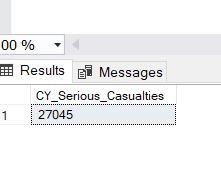 00 %
Results Messages
CY_Serious_Casualties
1 27045